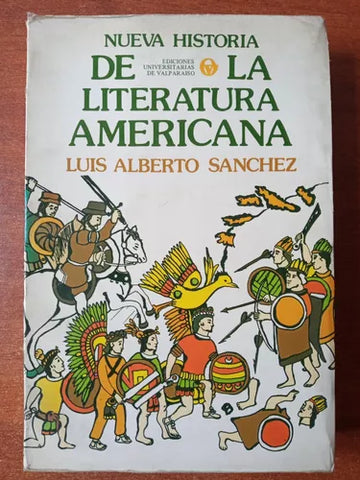 NUEVA HISTORIA
DE LA
EDICIONES
UNIVERSITARIAS
DE VALPARAISO
LITERATURA
AMERICANA
LUIS ALBERTO SANCHEZ